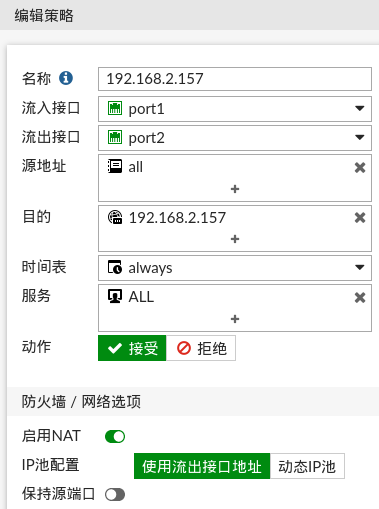 编辑策略
名称 192.168.2.157
流入接口 port1
流出接口 port2
源地址 all
+
目的 192.168.2.157
+
时间表 always
服务 ALL
+
动作 接受 拒绝
防火墙 / 网络选项
启用NAT
IP池配置 使用流出接口地址 动态IP池
保持源端口